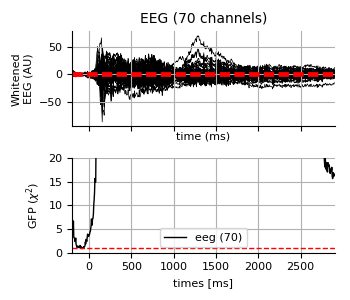 EEG (70 channels)
Whitened
EEG (AU)
50
0
−50
time (ms)
GFP (χ²)
20
15
10
5
0
eeg (70)
0 500 1000 1500 2000 2500
times [ms]